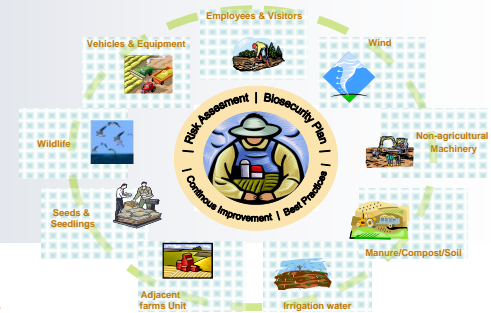 Employees & Visitors
Vehicles & Equipment
Wind
| Risk Assessment | Biosecurity Plan |
Wildlife
Non-agricultural
Machinery
| Continous Improvement | Best Practices |
Seeds &
Seedlings
Manure/Compost/Soil
Adjacent
farms Unit
Irrigation water